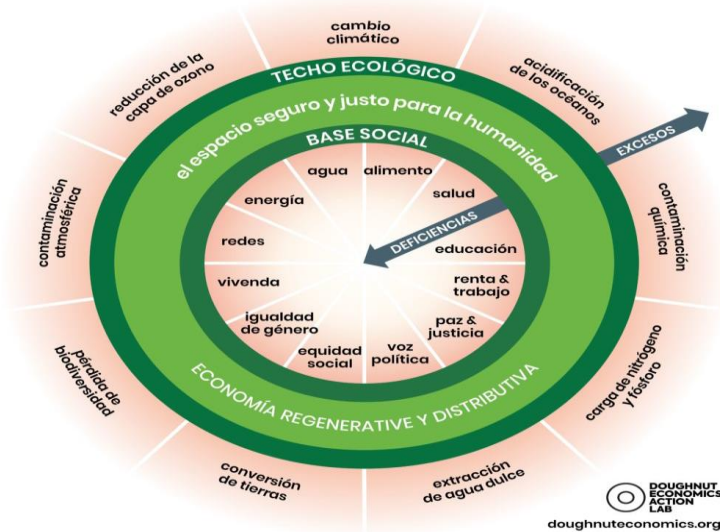 cambio
climático
acidificación
de los océanos
contaminación
química
carga de nitrógeno
y fósforo
extracción
de agua dulce
conversión
de tierras
pérdida de
biodiversidad
contaminación
atmosférica
reducción de la
capa de ozono
TECHO ECOLÓGICO
el espacio seguro y justo para la humanidad
BASE SOCIAL
EXCESOS
DEFICIENCIAS
agua
alimento
salud
educación
renta &
trabajo
paz &
justicia
voz
política
equidad
social
igualdad
de género
vivenda
redes
energía
ECONOMÍA REGENERATIVE Y DISTRIBUTIVA
DOUGHNUT
ECONOMICS
ACTION
LAB
doughnuteconomics.org